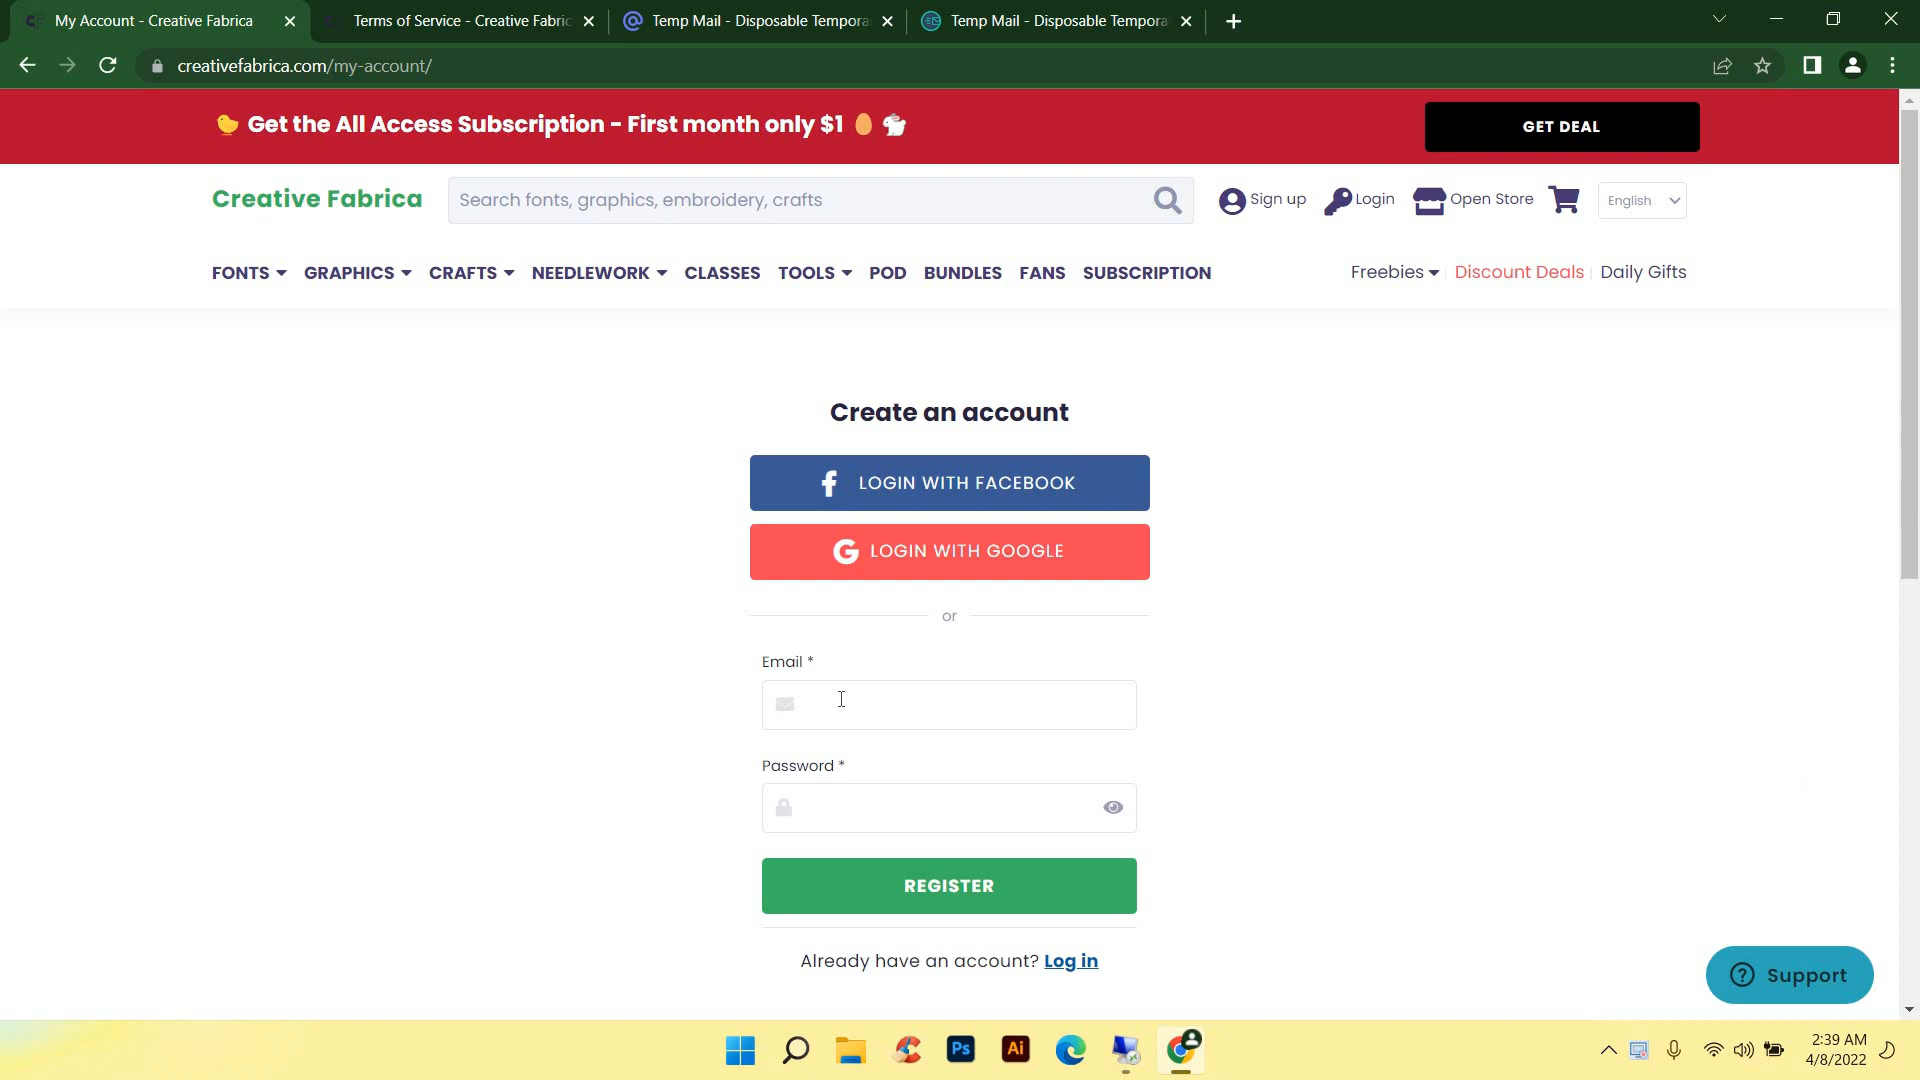 My Account - Creative Fabrica
Terms of Service - Creative Fabric
Temp Mail - Disposable Tempora
Temp Mail - Disposable Tempora
creativefabrica.com/my-account/
Get the All Access Subscription - First month only $1
GET DEAL
Creative Fabrica
Search fonts, graphics, embroidery, crafts
Sign up
Login
Open Store
English
FONTS GRAPHICS CRAFTS NEEDLEWORK CLASSES TOOLS POD BUNDLES FANS SUBSCRIPTION
Freebies Discount Deals Daily Gifts
Create an account
LOGIN WITH FACEBOOK
G LOGIN WITH GOOGLE
or
Email *
Password *
REGISTER
Already have an account? Log in
Support
Ps
Ai
2:39 AM
4/8/2022